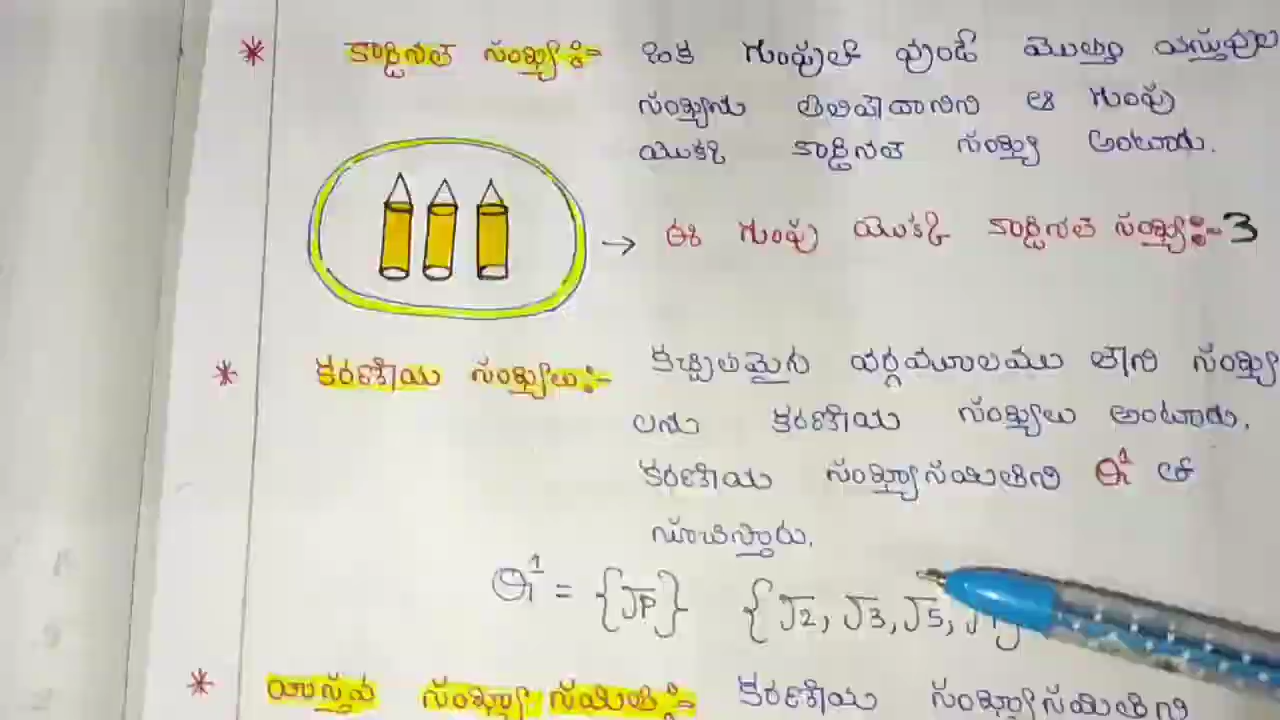 * కార్డినల్ సంఖ్య:- ఒక గుంపులో వుండే మొత్తం వస్తువుల
సంఖ్యను తెలిపేదానిని ఆ గుంపు
యొక్క కార్డినల్ సంఖ్య అంటారు.
→ ఈ గుంపు యొక్క కార్డినల్ సంఖ్య:- 3
* కరణీయ సంఖ్యలు:- కచ్చితమైన వర్గమూలము లేని సంఖ్య
లను కరణీయ సంఖ్యలు అంటారు.
కరణీయ సంఖ్యాసమితిని Q¹ తో
సూచిస్తారు.
Q¹ = {√P} {√2, √3, √5,
* వాస్తవ సంఖ్యా సమితి:- కరణీయ సంఖ్యాసమితిని